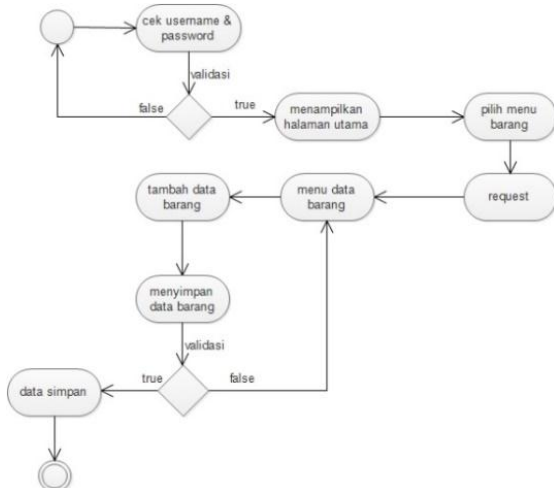 cek username &
password
validasi
false
true
menampilkan
halaman utama
pilih menu
barang
tambah data
barang
menu data
barang
request
menyimpan
data barang
validasi
true
false
data simpan